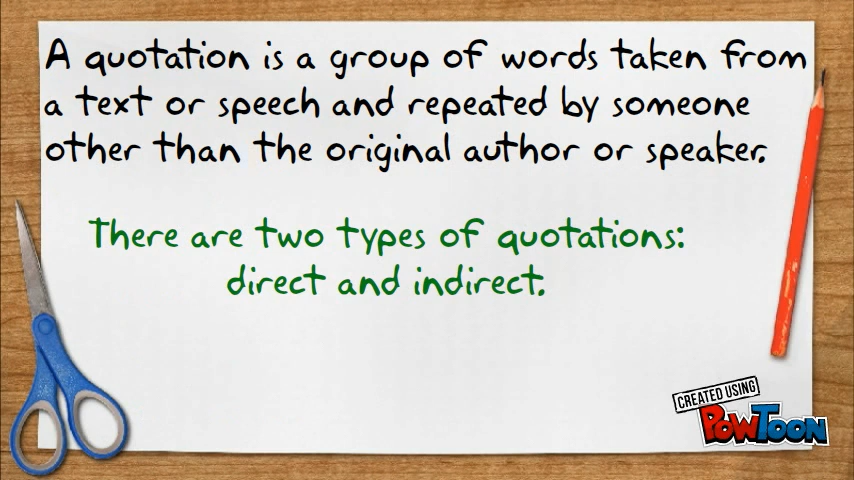 A quotation is a group of words taken from
a text or speech and repeated by someone
other than the original author or speaker.
There are two types of quotations:
direct and indirect.
CREATED USING
POWTOON